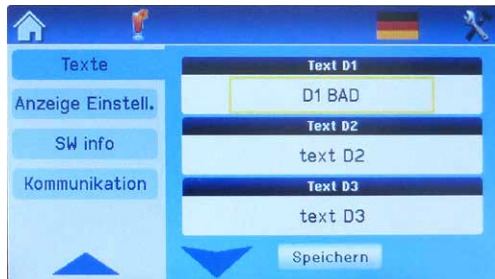 Texte
Anzeige Einstell.
SW info
Kommunikation
Text D1
D1 BAD
Text D2
text D2
Text D3
text D3
Speichern